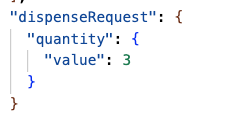 "dispenseRequest": {
"quantity": {
"value": 3
}
}